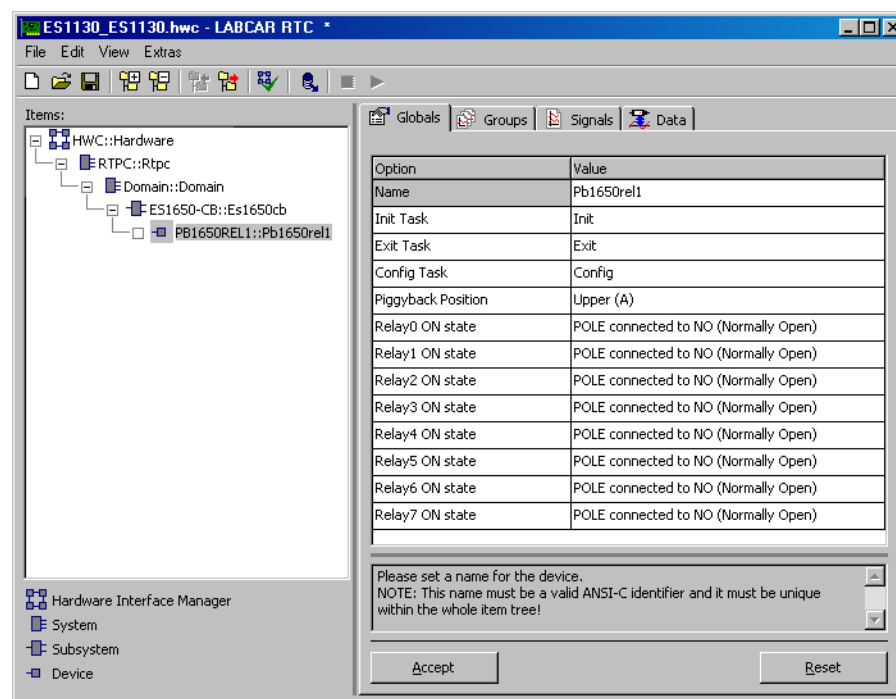 ES1130_ES1130.hwc - LABCAR RTC *
File Edit View Extras
Items:
HWC::Hardware
RTPC::Rtpc
Domain::Domain
ES1650-CB::Es1650cb
PB1650REL1::Pb1650rel1
Hardware Interface Manager
System
Subsystem
Device
Globals Groups Signals Data
Option Value
Name Pb1650rel1
Init Task Init
Exit Task Exit
Config Task Config
Piggyback Position Upper (A)
Relay0 ON state POLE connected to NO (Normally Open)
Relay1 ON state POLE connected to NO (Normally Open)
Relay2 ON state POLE connected to NO (Normally Open)
Relay3 ON state POLE connected to NO (Normally Open)
Relay4 ON state POLE connected to NO (Normally Open)
Relay5 ON state POLE connected to NO (Normally Open)
Relay6 ON state POLE connected to NO (Normally Open)
Relay7 ON state POLE connected to NO (Normally Open)
Please set a name for the device.
NOTE: This name must be a valid ANSI-C identifier and it must be unique
within the whole item tree!
Accept Reset